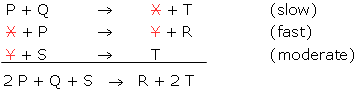 P + Q → X + T (slow)
X + P → Y + R (fast)
Y + S → T (moderate)
2 P + Q + S → R + 2 T